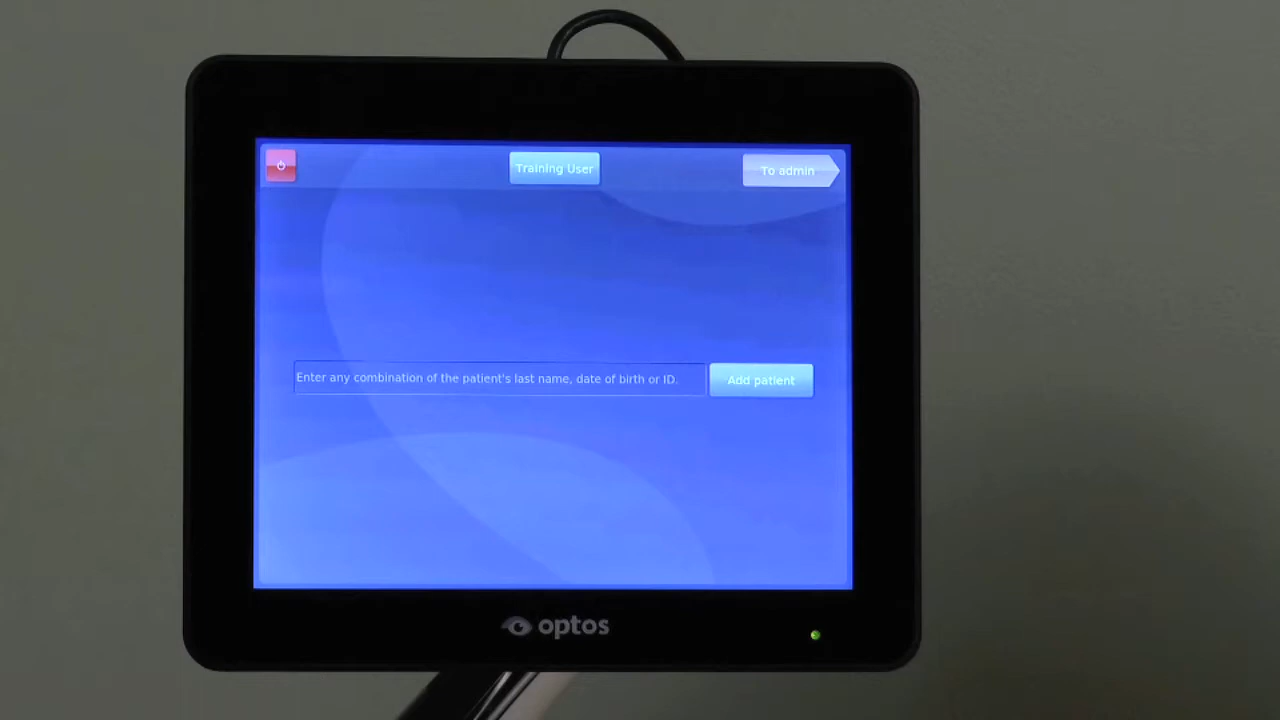 Training User
To admin
Enter any combination of the patient's last name, date of birth or ID.
Add patient
optos